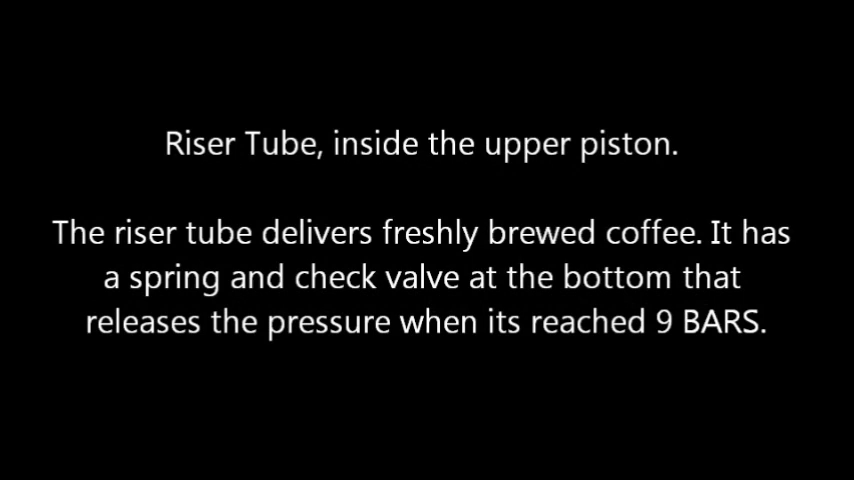 Riser Tube, inside the upper piston.
The riser tube delivers freshly brewed coffee. It has
a spring and check valve at the bottom that
releases the pressure when its reached 9 BARS.